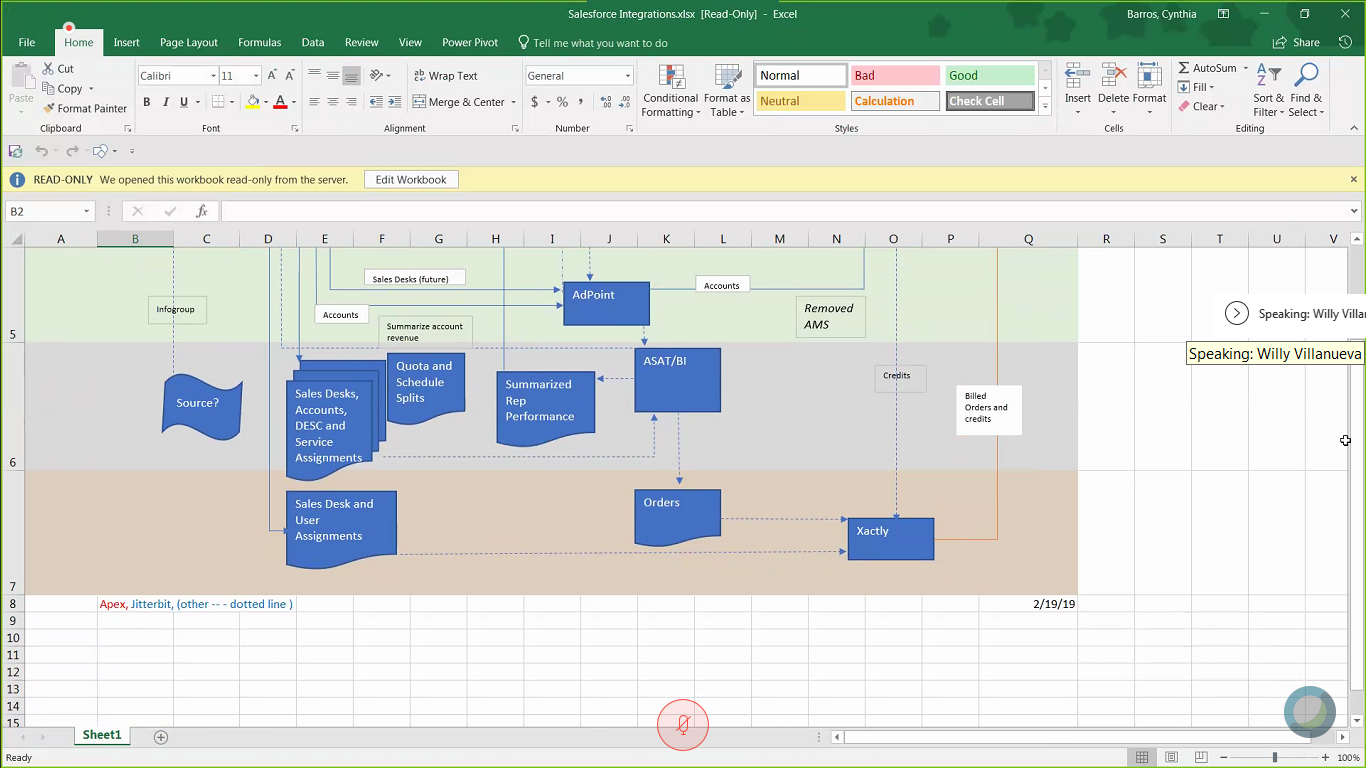 Salesforce Integrations.xlsx [Read-Only] - Excel
Barros, Cynthia
File
Home
Insert
Page Layout
Formulas
Data
Review
View
Power Pivot
Tell me what you want to do
Share
Paste
Cut
Copy
Format Painter
Clipboard
Calibri
11
A A
B I U
A
Font
Wrap Text
Merge & Center
Alignment
General
$ % ,
Number
Conditional
Formatting
Format as
Table
Normal
Bad
Good
Neutral
Calculation
Check Cell
Styles
Insert
Delete
Format
Cells
AutoSum
Fill
Clear
Sort &
Filter
Find &
Select
Editing
READ-ONLY We opened this workbook read-only from the server.
Edit Workbook
B2
fx
A B C D E F G H I J K L M N O P Q R S T U V
Sales Desks (future)
Accounts
AdPoint
Infogroup
Accounts
Removed
AMS
Summarize account
revenue
5
Speaking: Willy Villa
Speaking: Willy Villanueva
Source?
Sales Desks,
Accounts,
DESC and
Service
Assignments
Quota and
Schedule
Splits
Summarized
Rep
Performance
ASAT/BI
Credits
Billed
Orders and
credits
6
Sales Desk and
User
Assignments
Orders
Xactly
7
8
Apex, Jitterbit, (other -- - dotted line )
2/19/19
9
10
11
12
13
14
15
Sheet1
Ready
100%